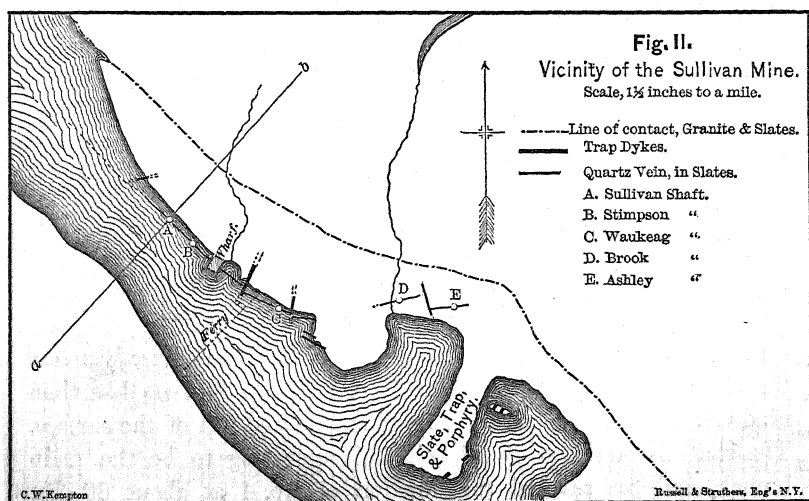 Fig. II.
Vicinity of the Sullivan Mine.
Scale, 1½ inches to a mile.
Line of contact, Granite & Slates.
Trap Dykes.
Quartz Vein, in Slates.
A. Sullivan Shaft.
B. Stimpson "
C. Waukeag "
D. Brook "
E. Ashley "
b
A
B
Wharf.
Ferry
C
D
E
a
Slate, Trap,
& Porphyry.
C.W. Kempton
Russell & Struthers, Eng's N.Y.